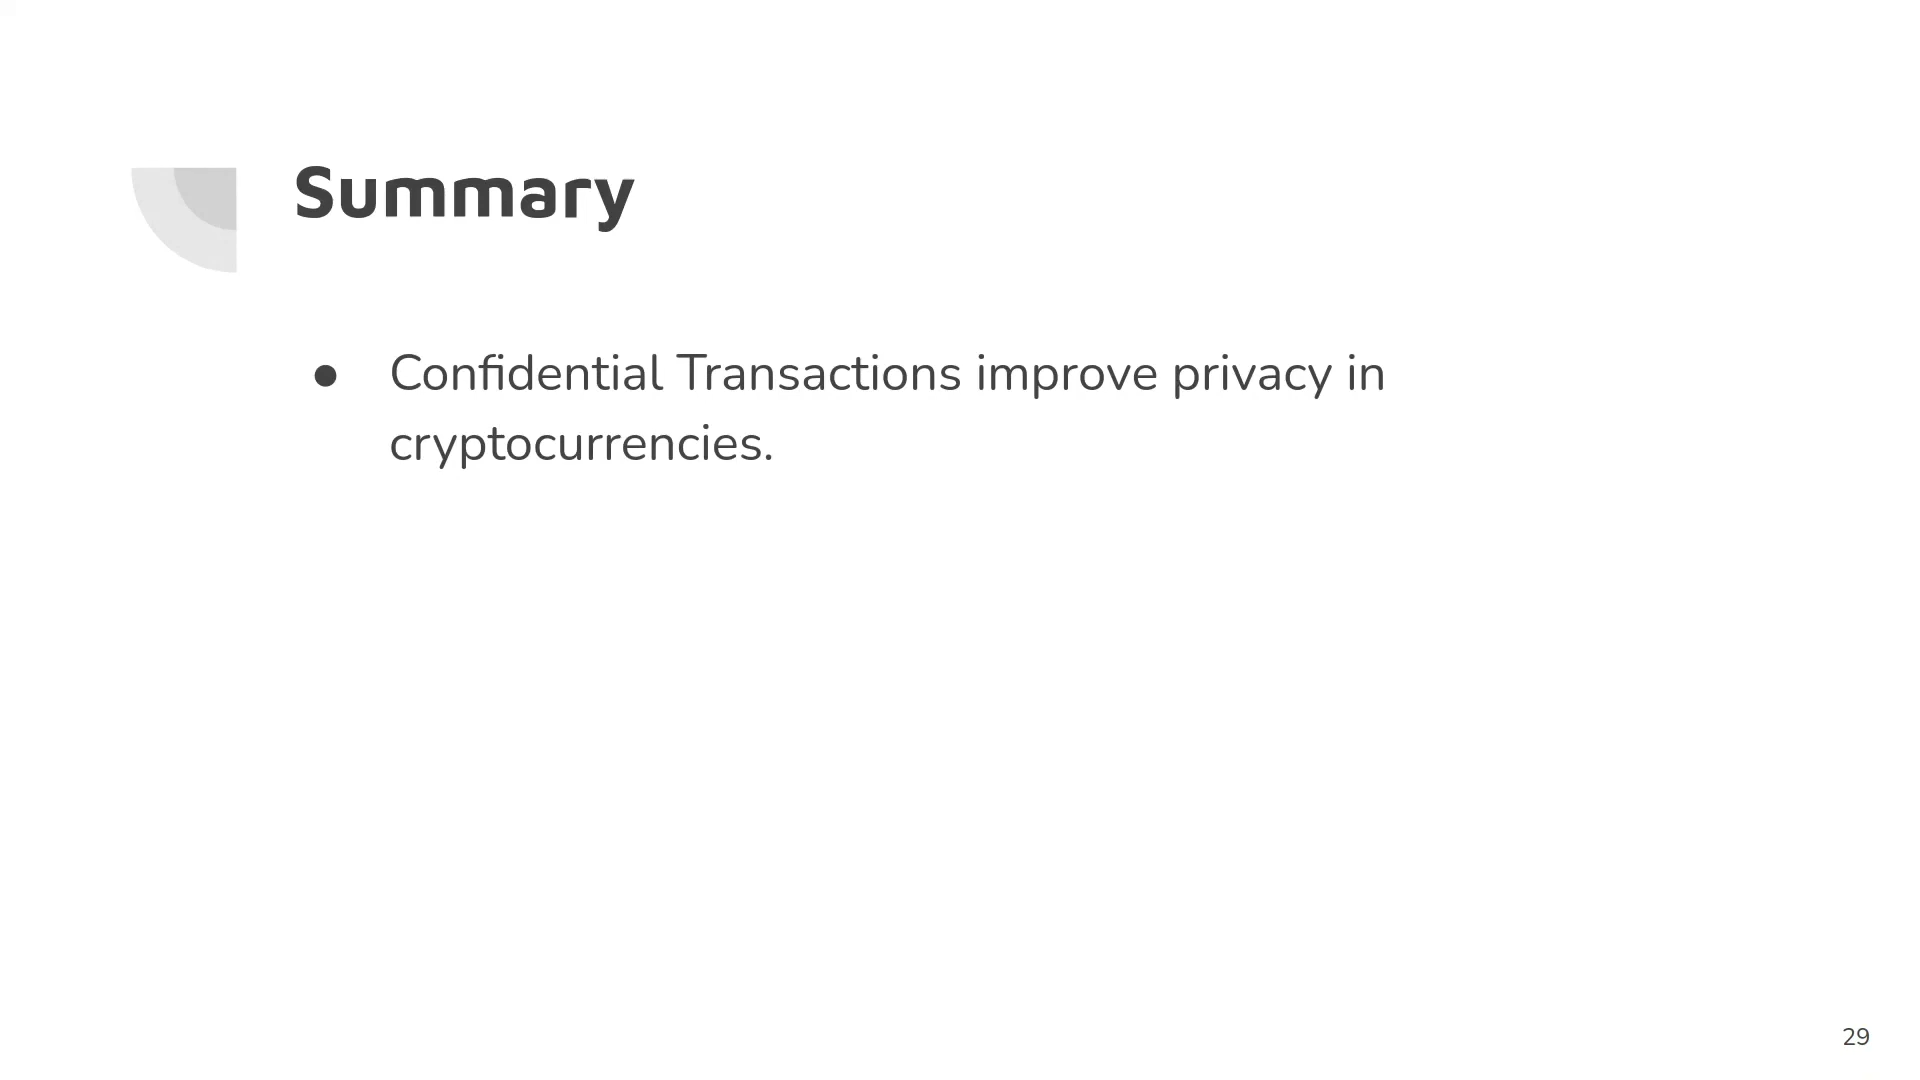 Summary
● Confidential Transactions improve privacy in
cryptocurrencies.
29